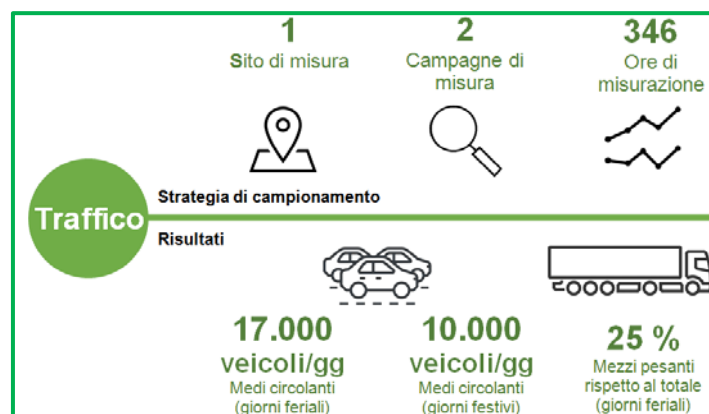 1
Sito di misura
2
Campagne di
misura
346
Ore di
misurazione
Traffico
Strategia di campionamento
Risultati
17.000
veicoli/gg
Medi circolanti
(giorni feriali)
10.000
veicoli/gg
Medi circolanti
(giorni festivi)
25 %
Mezzi pesanti
rispetto al totale
(giorni feriali)